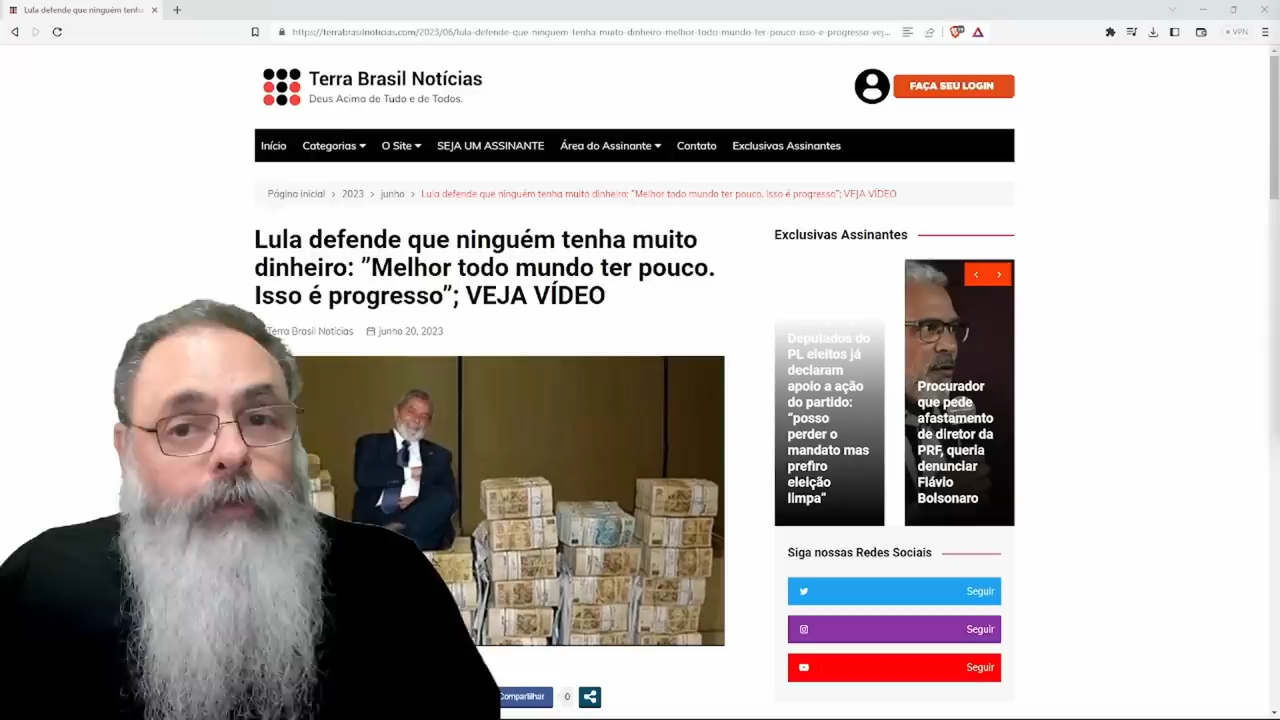 Lula defende que ninguém tenha
https://terrabrasilnoticias.com/2023/06/lula-defende-que-ninguem-tenha-muito-dinheiro-melhor-todo-mundo-ter-pouco-isso-e-progresso-vej...
VPN
Terra Brasil Notícias
Deus Acima de Tudo e de Todos.
FAÇA SEU LOGIN
Início Categorias O Site SEJA UM ASSINANTE Área do Assinante Contato Exclusivas Assinantes
Página inicial > 2023 > junho > Lula defende que ninguém tenha muito dinheiro: "Melhor todo mundo ter pouco. Isso é progresso"; VEJA VÍDEO
Lula defende que ninguém tenha muito
dinheiro: ”Melhor todo mundo ter pouco.
Isso é progresso”; VEJA VÍDEO
Terra Brasil Notícias junho 20, 2023
Exclusivas Assinantes
Deputados do
PL eleitos já
declaram
apoio a ação
do partido:
“posso
perder o
mandato mas
prefiro
eleição
limpa”
Procurador
que pede
afastamento
de diretor da
PRF, queria
denunciar
Flávio
Bolsonaro
Siga nossas Redes Sociais
Seguir
Seguir
Seguir
Compartilhar 0